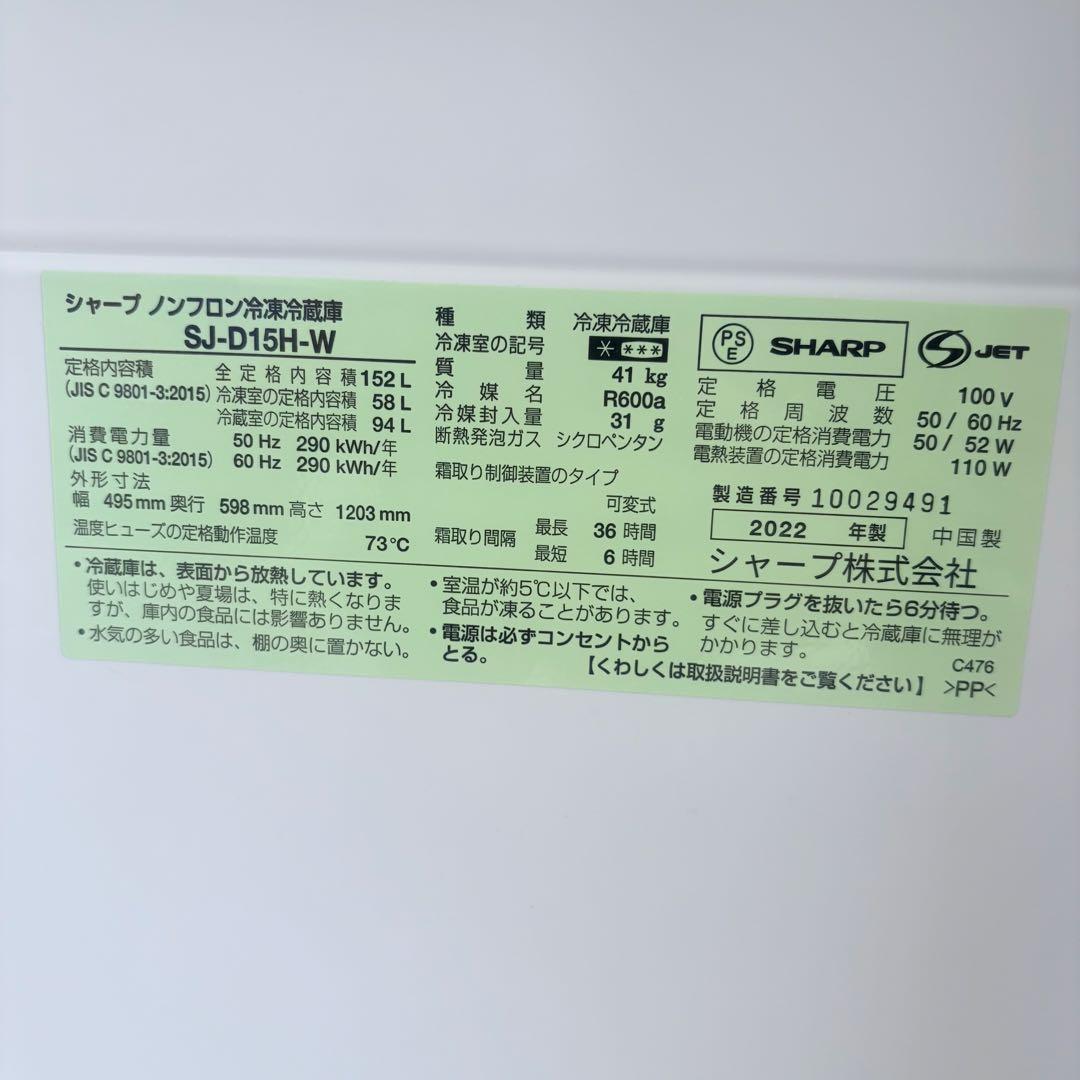 シャープ ノンフロン冷凍冷蔵庫
SJ-D15H-W
定格内容積 全定格内容積 152 L
(JIS C 9801-3:2015) 冷凍室の定格内容積 58 L
冷蔵室の定格内容積 94 L
消費電力量 50 Hz 290 kWh/年
(JIS C 9801-3:2015) 60 Hz 290 kWh/年
外形寸法
幅 495 mm 奥行 598 mm 高さ 1203 mm
温度ヒューズの定格動作温度 73℃
種類 冷凍冷蔵庫
冷凍室の記号 * ***
質量 41 kg
冷媒名 R600a
冷媒封入量 31 g
断熱発泡ガス シクロペンタン
霜取り制御装置のタイプ
可変式
霜取り間隔 最長 36 時間
最短 6 時間
PS E SHARP S JET
定格電圧 100 V
定格周波数 50 / 60 Hz
電動機の定格消費電力 50 / 52 W
電熱装置の定格消費電力 110 W
製造番号 10029491
2022 年製 中国製
シャープ株式会社
・冷蔵庫は、表面から放熱しています。
使いはじめや夏場は、特に熱くなりま
すが、庫内の食品には影響ありません。
・水気の多い食品は、棚の奥に置かない。
・室温が約5℃以下では、
食品が凍ることがあります。
・電源は必ずコンセントから
とる。
・電源プラグを抜いたら6分待つ。
すぐに差し込むと冷蔵庫に無理が
かかります。
C476
【くわしくは取扱説明書をご覧ください】 >PP<